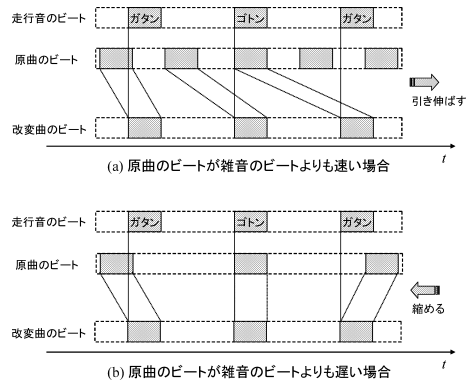 走行音のビート ガタン ゴトン ガタン
原曲のビート
引き伸ばす
改変曲のビート
t
(a) 原曲のビートが雑音のビートよりも速い場合
走行音のビート ガタン ゴトン ガタン
原曲のビート
縮める
改変曲のビート
t
(b) 原曲のビートが雑音のビートよりも遅い場合